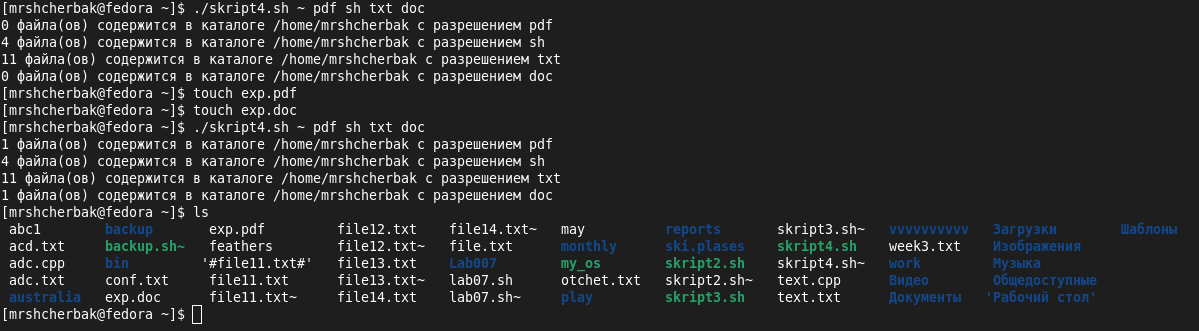 [mrshcherbak@fedora ~]$ ./skript4.sh ~ pdf sh txt doc
0 файла(ов) содержится в каталоге /home/mrshcherbak с разрешением pdf
4 файла(ов) содержится в каталоге /home/mrshcherbak с разрешением sh
11 файла(ов) содержится в каталоге /home/mrshcherbak с разрешением txt
0 файла(ов) содержится в каталоге /home/mrshcherbak с разрешением doc
[mrshcherbak@fedora ~]$ touch exp.pdf
[mrshcherbak@fedora ~]$ touch exp.doc
[mrshcherbak@fedora ~]$ ./skript4.sh ~ pdf sh txt doc
1 файла(ов) содержится в каталоге /home/mrshcherbak с разрешением pdf
4 файла(ов) содержится в каталоге /home/mrshcherbak с разрешением sh
11 файла(ов) содержится в каталоге /home/mrshcherbak с разрешением txt
1 файла(ов) содержится в каталоге /home/mrshcherbak с разрешением doc
[mrshcherbak@fedora ~]$ ls
abc1 backup exp.pdf file12.txt file14.txt~ may reports skript3.sh~ vvvvvvvvvv Загрузки Шаблоны
acd.txt backup.sh~ feathers file12.txt~ file.txt monthly ski.plases skript4.sh week3.txt Изображения
adc.cpp bin '#file11.txt#' file13.txt Lab007 my_os skript2.sh skript4.sh~ work Музыка
adc.txt conf.txt file11.txt file13.txt~ lab07.sh otchet.txt skript2.sh~ text.cpp Видео Общедоступные
australia exp.doc file11.txt~ file14.txt lab07.sh~ play skript3.sh text.txt Документы 'Рабочий стол'
[mrshcherbak@fedora ~]$